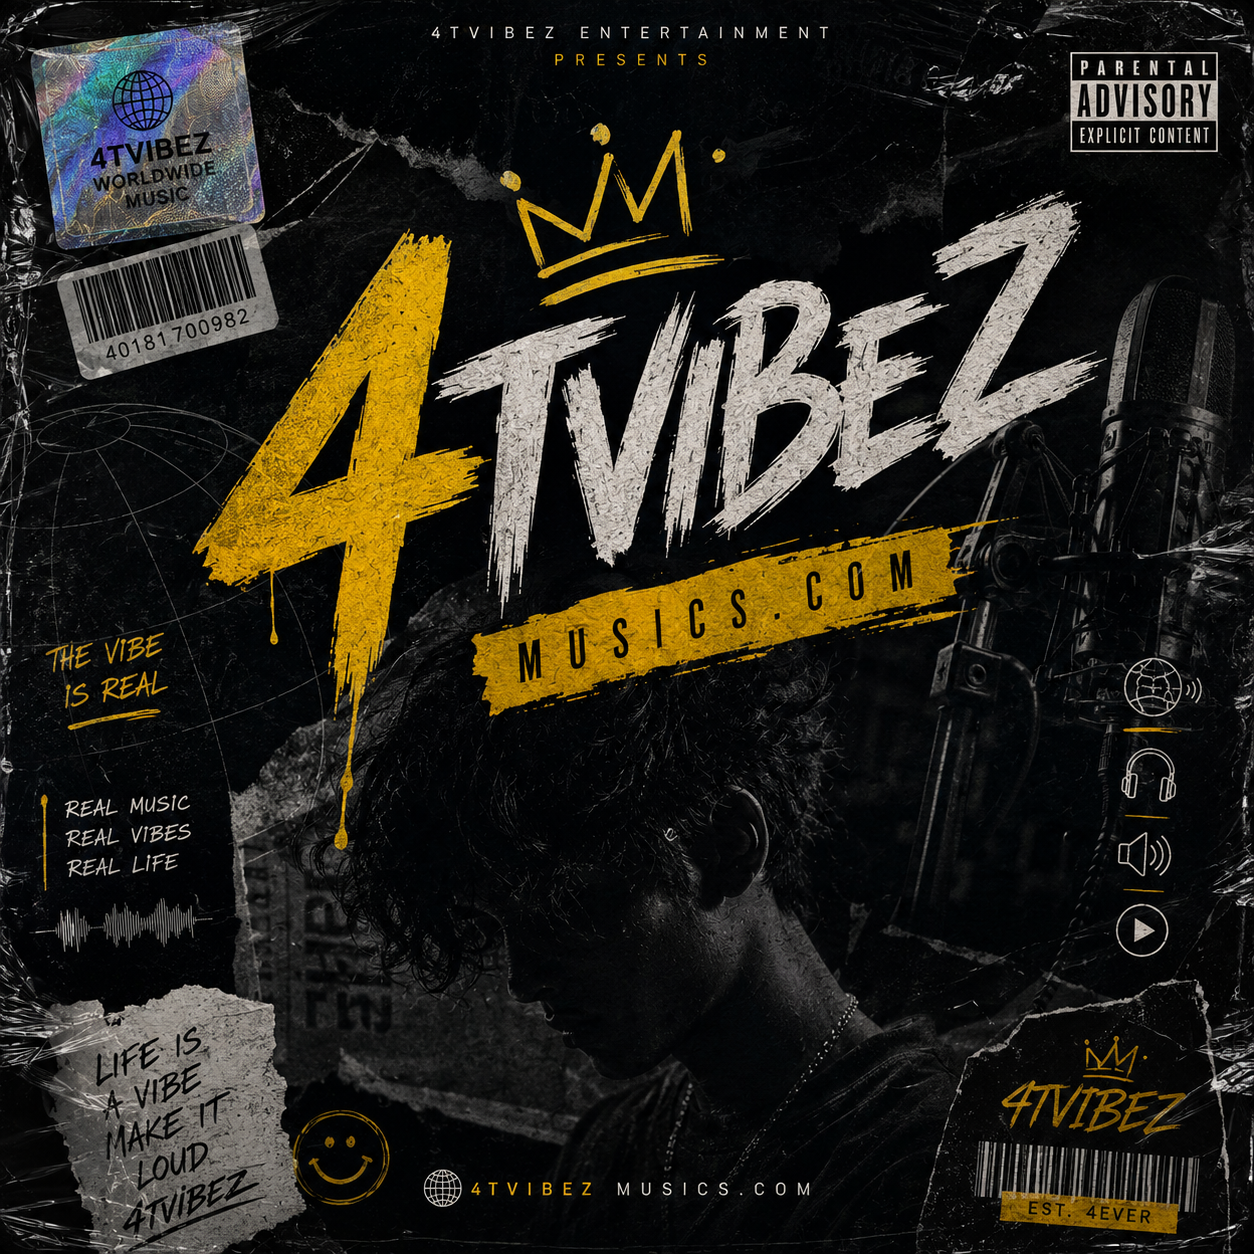 4TVIBEZ ENTERTAINMENT
PRESENTS
4TVIBEZ
WORLDWIDE
MUSIC
PARENTAL
ADVISORY
EXPLICIT CONTENT
40181700982
4TVIBEZ
MUSICS.COM
THE VIBE
IS REAL
REAL MUSIC
REAL VIBES
REAL LIFE
LIFE IS
A VIBE
MAKE IT
LOUD
4TViBEZ
4TVIBEZ MUSICS.COM
4TVIBEZ
EST. 4EVER